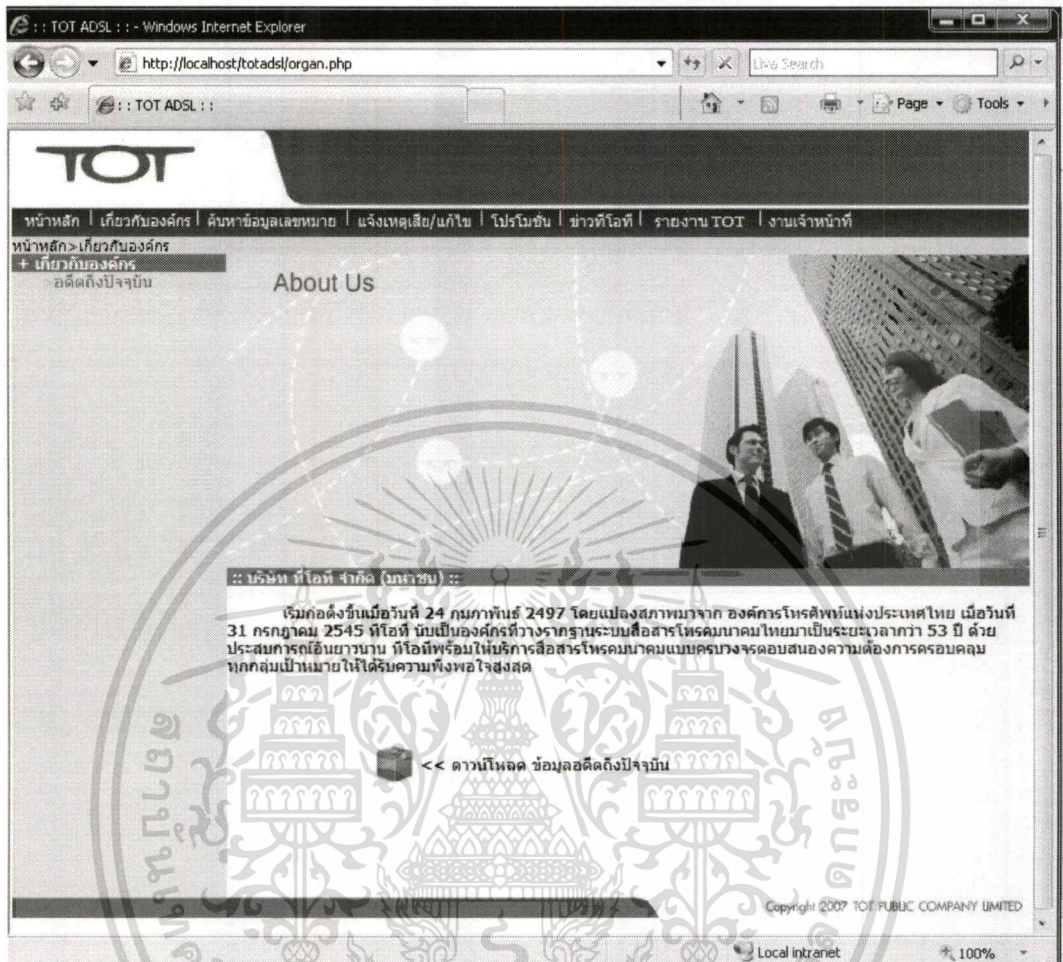 : : TOT ADSL : : - Windows Internet Explorer
http://localhost/totadsl/organ.php
Live Search
: : TOT ADSL : :
Page
Tools
TOT
หน้าหลัก | เกี่ยวกับองค์กร | ค้นหาข้อมูลเลขหมาย | แจ้งเหตุเสีย/แก้ไข | โปรโมชั่น | ข่าวทีโอที | รายงาน TOT | งานเจ้าหน้าที่
หน้าหลัก>เกี่ยวกับองค์กร
+ เกี่ยวกับองค์กร
อดีตถึงปัจจุบัน
About Us
:: บริษัท ทีโอที จำกัด (มหาชน) ::
เริ่มก่อตั้งขึ้นเมื่อวันที่ 24 กุมภาพันธ์ 2497 โดยแปลงสภาพมาจาก องค์การโทรศัพท์แห่งประเทศไทย เมื่อวันที่
31 กรกฎาคม 2545 ทีโอที นับเป็นองค์กรที่วางรากฐานระบบสื่อสารโทรคมนาคมไทยมาเป็นระยะเวลากว่า 53 ปี ด้วย
ประสบการณ์อันยาวนาน ทีโอทีพร้อมให้บริการสื่อสารโทรคมนาคมแบบครบวงจรตอบสนองความต้องการครอบคลุม
ทุกกลุ่มเป้าหมายให้ได้รับความพึงพอใจสูงสุด
<< ดาวน์โหลด ข้อมูลอดีตถึงปัจจุบัน
Copyright 2007 TOT PUBLIC COMPANY LIMITED
Local intranet
100%